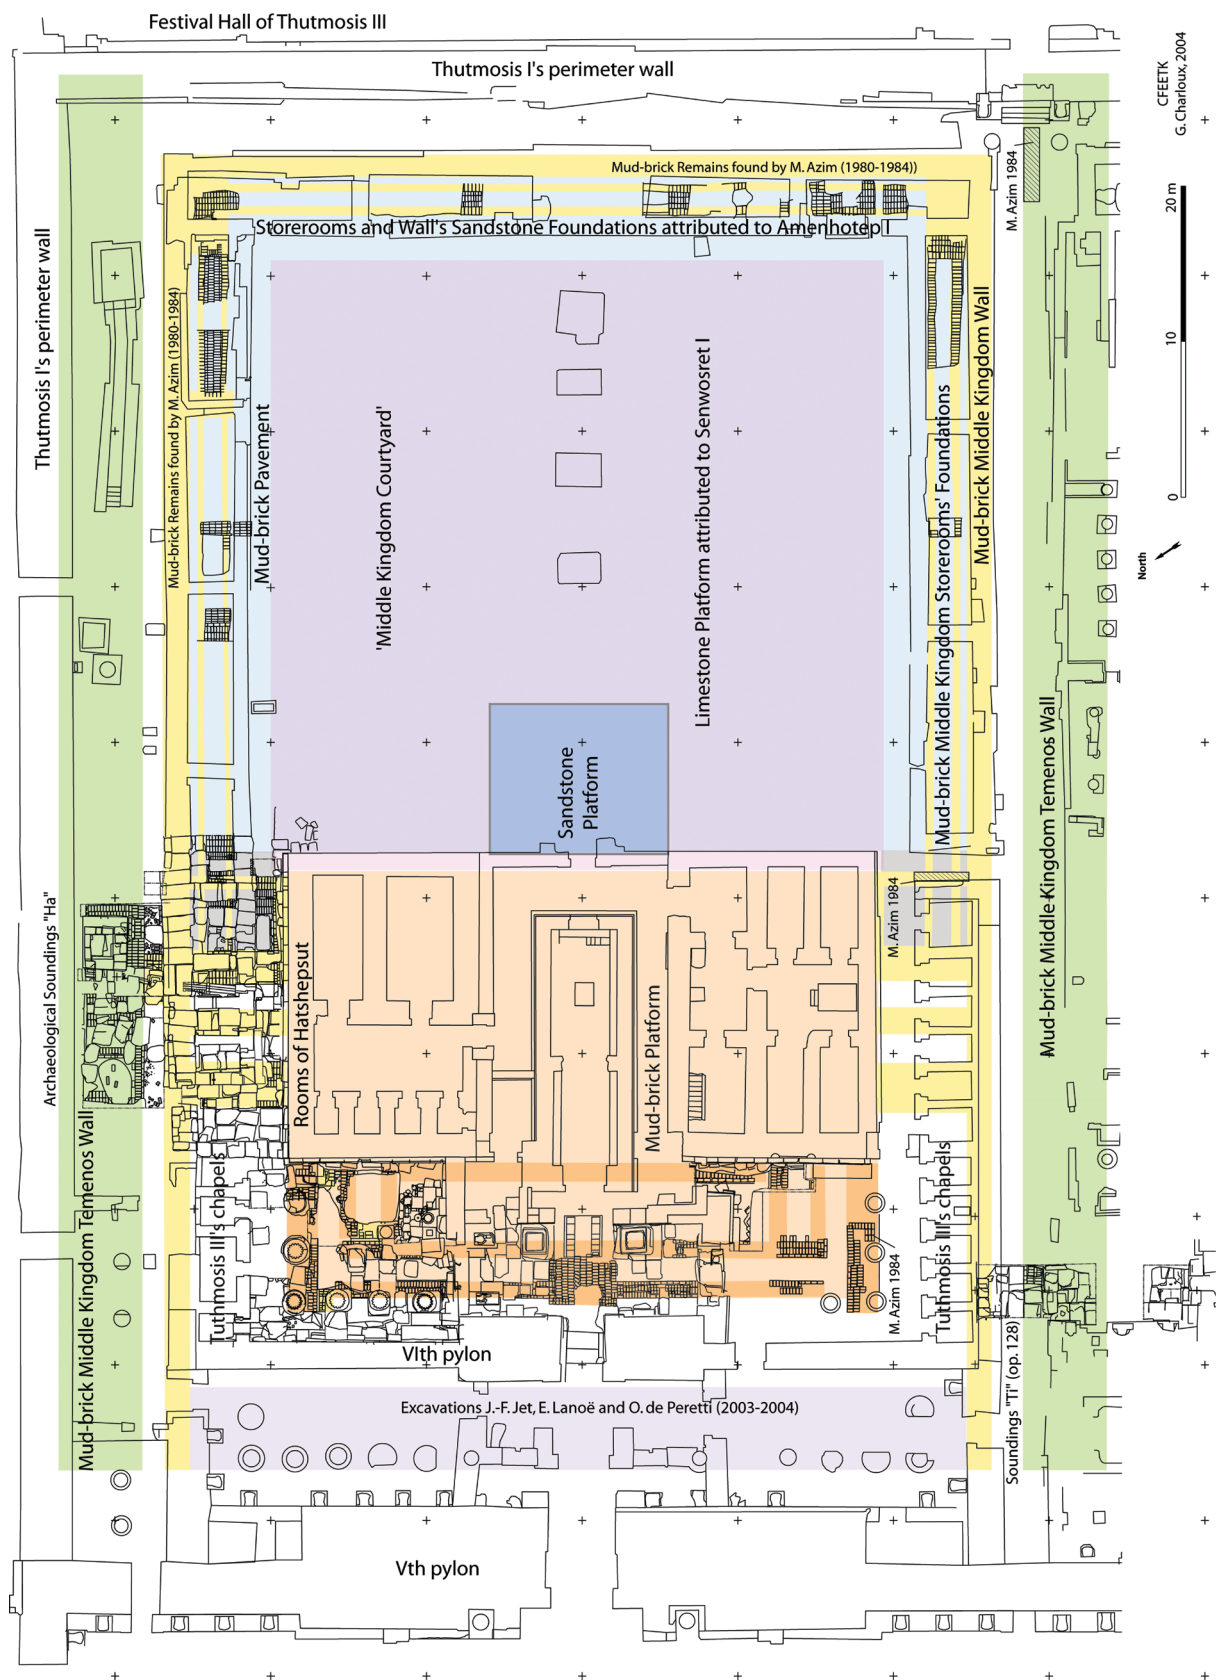 Festival Hall of Thutmosis III
Thutmosis I's perimeter wall
CFEETK
G. Charloux, 2004
Mud-brick Remains found by M. Azim (1980-1984))
M. Azim 1984
20 m
10
0
North
Storerooms and Wall's Sandstone Foundations attributed to Amenhotep I
Thutmosis I's perimeter wall
Mud-brick Remains found by M. Azim (1980-1984)
Mud-brick Pavement
'Middle Kingdom Courtyard'
Limestone Platform attributed to Senwosret I
Mud-brick Middle Kingdom Storerooms' Foundations
Mud-brick Middle Kingdom Wall
Sandstone
Platform
Mud-brick Middle Kingdom Temenos Wall
Archaeological Soundings "Ha"
M. Azim 1984
Rooms of Hatshepsut
Mud-brick Platform
Mud-brick Middle Kingdom Temenos Wall
Tuthmosis III's chapels
Tuthmosis III's chapels
M. Azim 1984
VIth pylon
Soundings "Ti" (op. 128)
Excavations J.-F. Jet, E. Lanoë and O. de Peretti (2003-2004)
Vth pylon